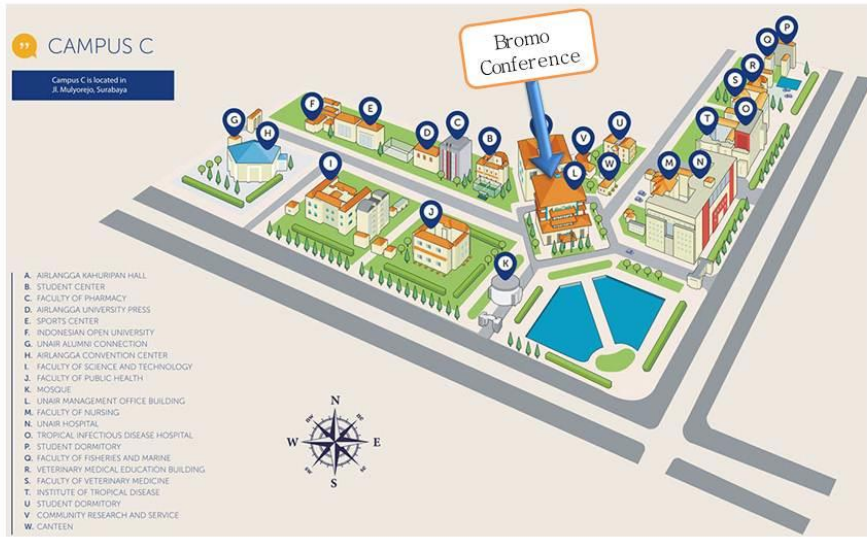 CAMPUS C
Campus C is located in
Jl. Mulyorejo, Surabaya
Bromo
Conference
P
Q
R
S
O
T
F
E
G
C
D
B
U
V
H
I
W
M
N
L
J
K
A. AIRLANGGA KAHURIPAN HALL
B. STUDENT CENTER
C. FACULTY OF PHARMACY
D. AIRLANGGA UNIVERSITY PRESS
E. SPORTS CENTER
F. INDONESIAN OPEN UNIVERSITY
G. UNAIR ALUMNI CONNECTION
H. AIRLANGGA CONVENTION CENTER
I. FACULTY OF SCIENCE AND TECHNOLOGY
J. FACULTY OF PUBLIC HEALTH
K. MOSQUE
L. UNAIR MANAGEMENT OFFICE BUILDING
M. FACULTY OF NURSING
N. UNAIR HOSPITAL
O. TROPICAL INFECTIOUS DISEASE HOSPITAL
P. STUDENT DORMITORY
Q. FACULTY OF FISHERIES AND MARINE
R. VETERINARY MEDICAL EDUCATION BUILDING
S. FACULTY OF VETERINARY MEDICINE
T. INSTITUTE OF TROPICAL DISEASE
U STUDENT DORMITORY
V COMMUNITY RESEARCH AND SERVICE
W. CANTEEN
N
W E
S